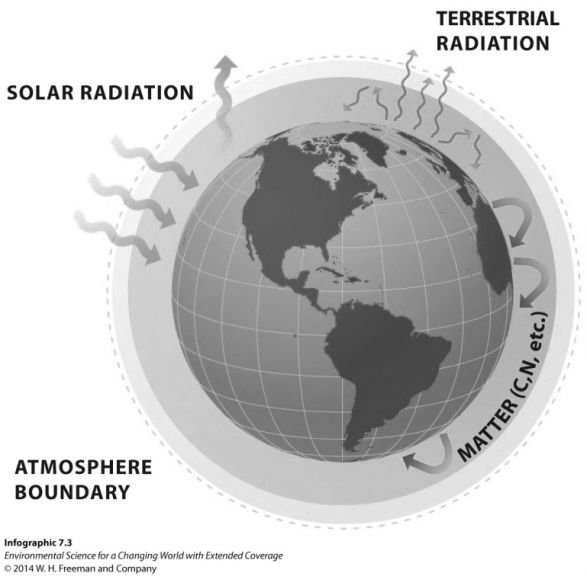 TERRESTRIAL
RADIATION
SOLAR RADIATION
MATTER (C,N, etc.)
ATMOSPHERE
BOUNDARY
Infographic 7.3
Environmental Science for a Changing World with Extended Coverage
© 2014 W. H. Freeman and Company